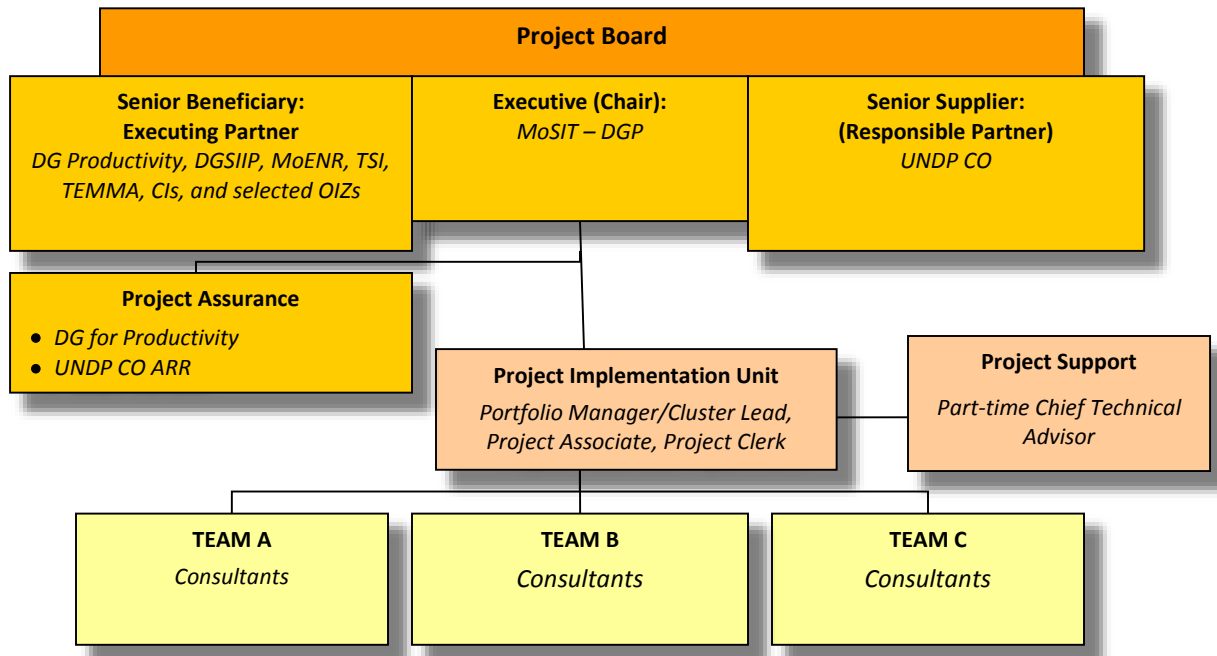 Project Board
Senior Beneficiary:
Executing Partner
DG Productivity, DGSIIP, MoENR, TSI,
TEMMA, CIs, and selected OIZs
Executive (Chair):
MoSIT – DGP
Senior Supplier:
(Responsible Partner)
UNDP CO
Project Assurance
● DG for Productivity
● UNDP CO ARR
Project Implementation Unit
Portfolio Manager/Cluster Lead,
Project Associate, Project Clerk
Project Support
Part-time Chief Technical
Advisor
TEAM A
Consultants
TEAM B
Consultants
TEAM C
Consultants